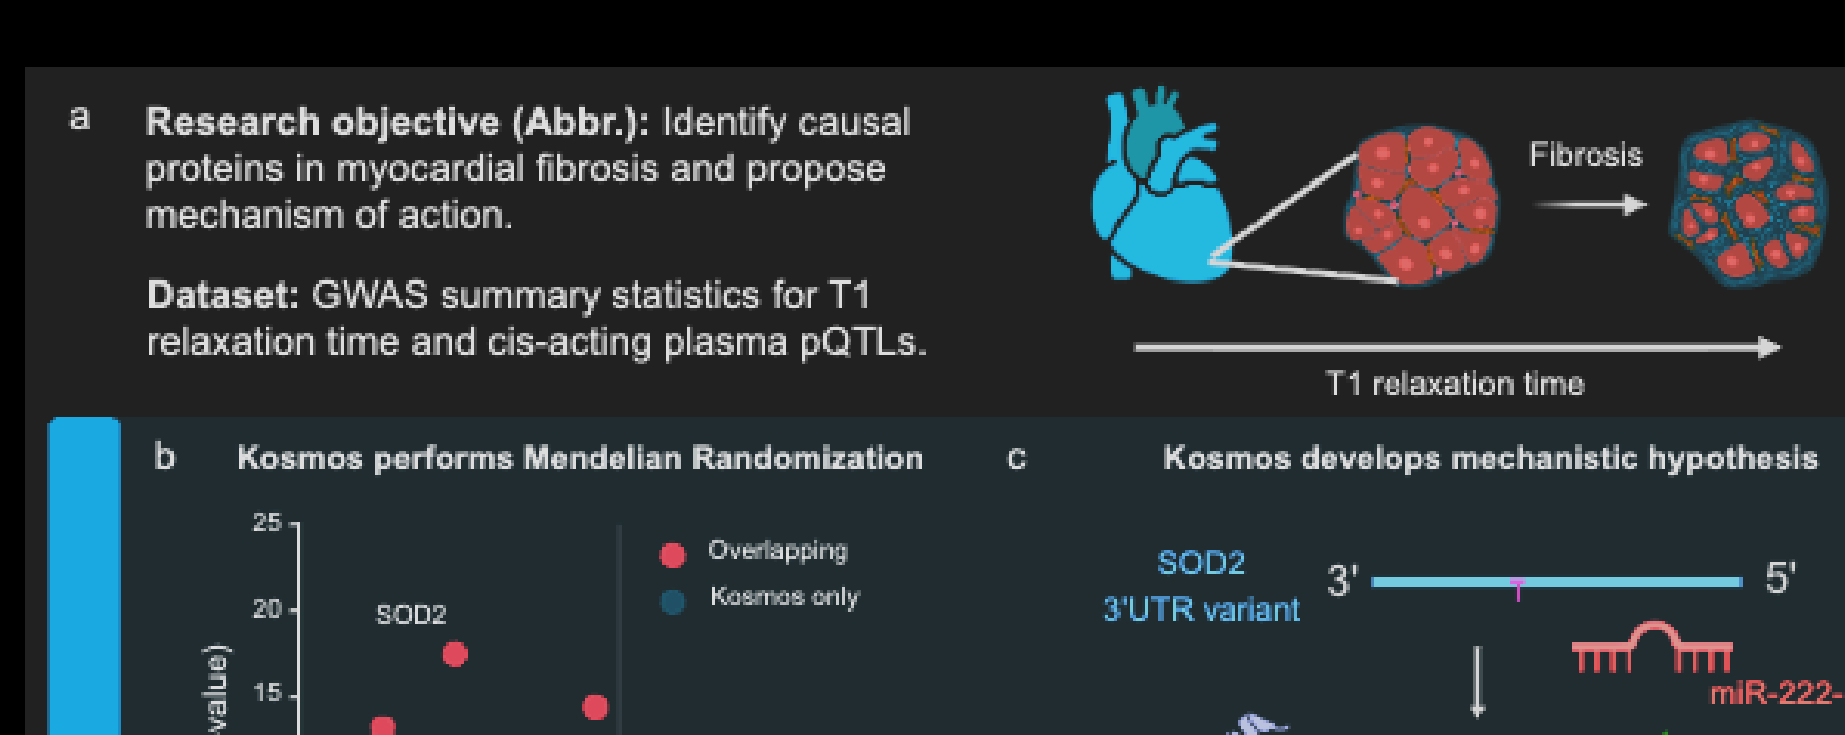 a
Research objective (Abbr.): Identify causal
proteins in myocardial fibrosis and propose
mechanism of action.
Dataset: GWAS summary statistics for T1
relaxation time and cis-acting plasma pQTLs.
Fibrosis
T1 relaxation time
b Kosmos performs Mendelian Randomization
25
20
15
value)
SOD2
Overlapping
Kosmos only
c Kosmos develops mechanistic hypothesis
SOD2
3'UTR variant
3' 5'
miR-222-